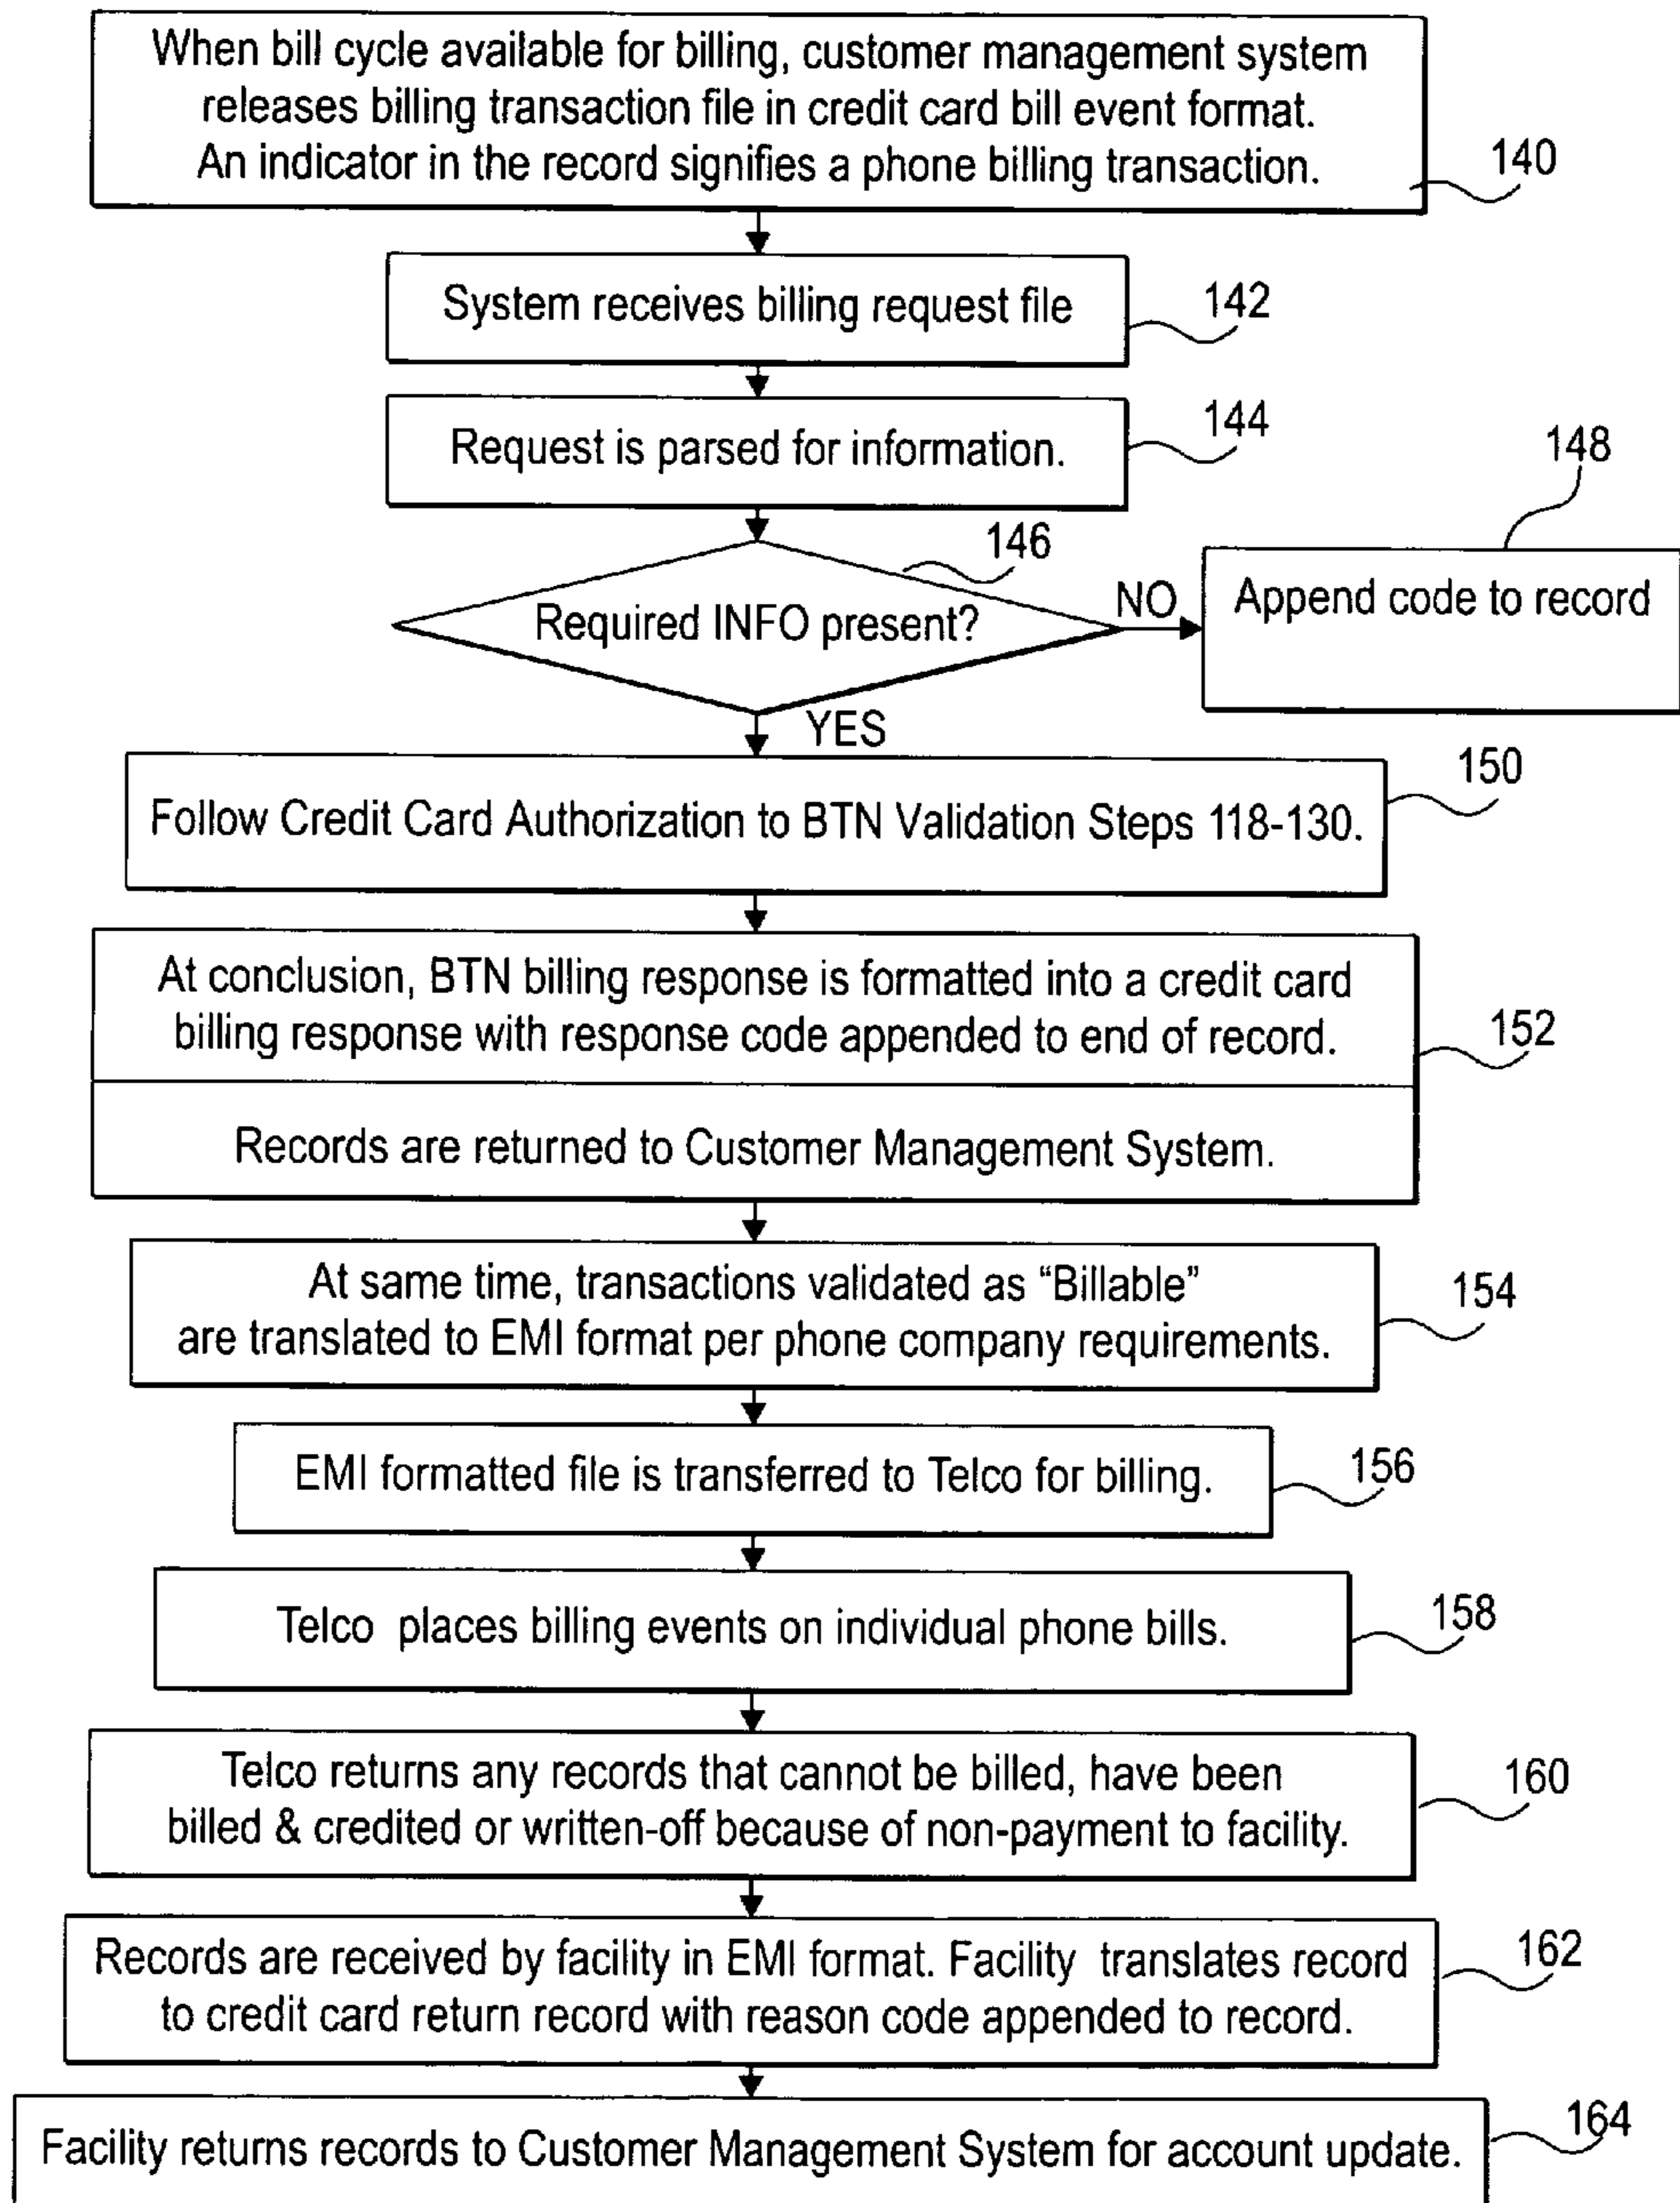 When bill cycle available for billing, customer management system
releases billing transaction file in credit card bill event format.
An indicator in the record signifies a phone billing transaction.
140
System receives billing request file
142
Request is parsed for information.
144
148
146
Required INFO present?
NO
Append code to record
YES
150
Follow Credit Card Authorization to BTN Validation Steps 118-130.
At conclusion, BTN billing response is formatted into a credit card
billing response with response code appended to end of record.
152
Records are returned to Customer Management System.
At same time, transactions validated as “Billable”
are translated to EMI format per phone company requirements.
154
EMI formatted file is transferred to Telco for billing.
156
Telco places billing events on individual phone bills.
158
Telco returns any records that cannot be billed, have been
billed & credited or written-off because of non-payment to facility.
160
Records are received by facility in EMI format. Facility translates record
to credit card return record with reason code appended to record.
162
Facility returns records to Customer Management System for account update.
164